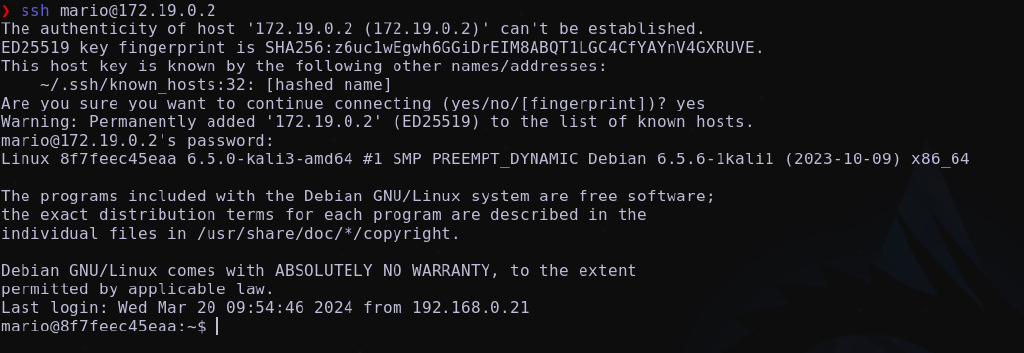 ❯ ssh mario@172.19.0.2
The authenticity of host '172.19.0.2 (172.19.0.2)' can't be established.
ED25519 key fingerprint is SHA256:z6uc1wEgwh6GGiDrEIM8ABQT1LGC4CfYAYnV4GXRUVE.
This host key is known by the following other names/addresses:
    ~/.ssh/known_hosts:32: [hashed name]
Are you sure you want to continue connecting (yes/no/[fingerprint])? yes
Warning: Permanently added '172.19.0.2' (ED25519) to the list of known hosts.
mario@172.19.0.2's password:
Linux 8f7feec45eaa 6.5.0-kali3-amd64 #1 SMP PREEMPT_DYNAMIC Debian 6.5.6-1kali1 (2023-10-09) x86_64

The programs included with the Debian GNU/Linux system are free software;
the exact distribution terms for each program are described in the
individual files in /usr/share/doc/*/copyright.

Debian GNU/Linux comes with ABSOLUTELY NO WARRANTY, to the extent
permitted by applicable law.
Last login: Wed Mar 20 09:54:46 2024 from 192.168.0.21
mario@8f7feec45eaa:~$